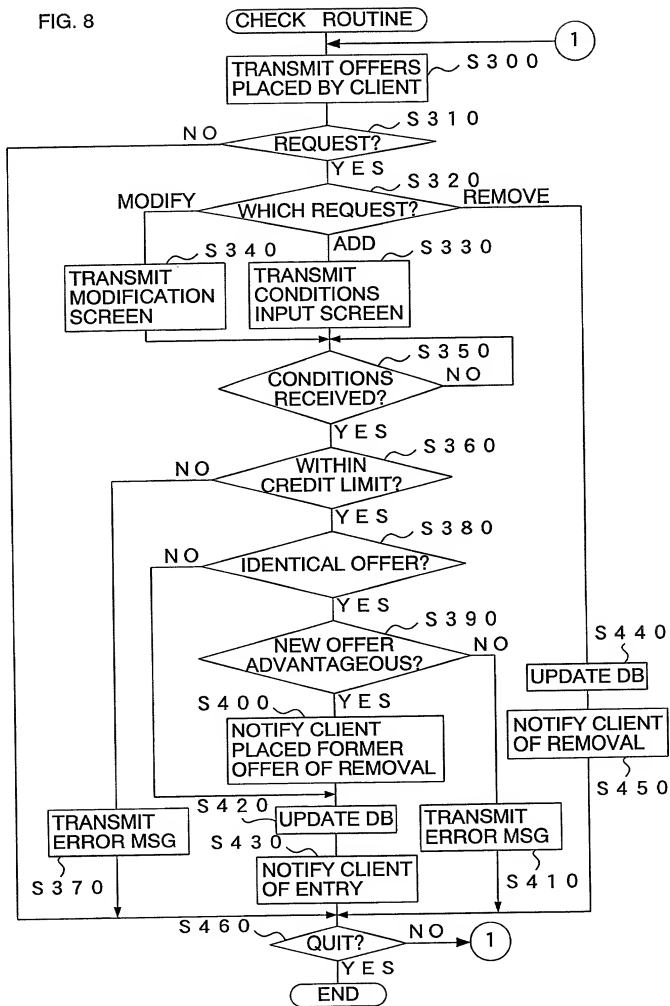 FIG. 8
CHECK ROUTINE
1
S300
TRANSMIT OFFERS
PLACED BY CLIENT
S310
NO
REQUEST?
YES
S320
MODIFY
REMOVE
WHICH REQUEST?
ADD
S340
S330
TRANSMIT
MODIFICATION
SCREEN
TRANSMIT
CONDITIONS
INPUT SCREEN
S350
CONDITIONS
RECEIVED?
NO
YES
S360
NO
WITHIN
CREDIT LIMIT?
YES
S380
NO
IDENTICAL OFFER?
YES
S390
NEW OFFER
ADVANTAGEOUS?
NO
YES
S440
UPDATE DB
S400
NOTIFY CLIENT
PLACED FORMER
OFFER OF REMOVAL
NOTIFY CLIENT
OF REMOVAL
S450
S420
UPDATE DB
TRANSMIT
ERROR MSG
S370
TRANSMIT
ERROR MSG
S410
S430
NOTIFY CLIENT
OF ENTRY
S460
QUIT?
NO
1
YES
END